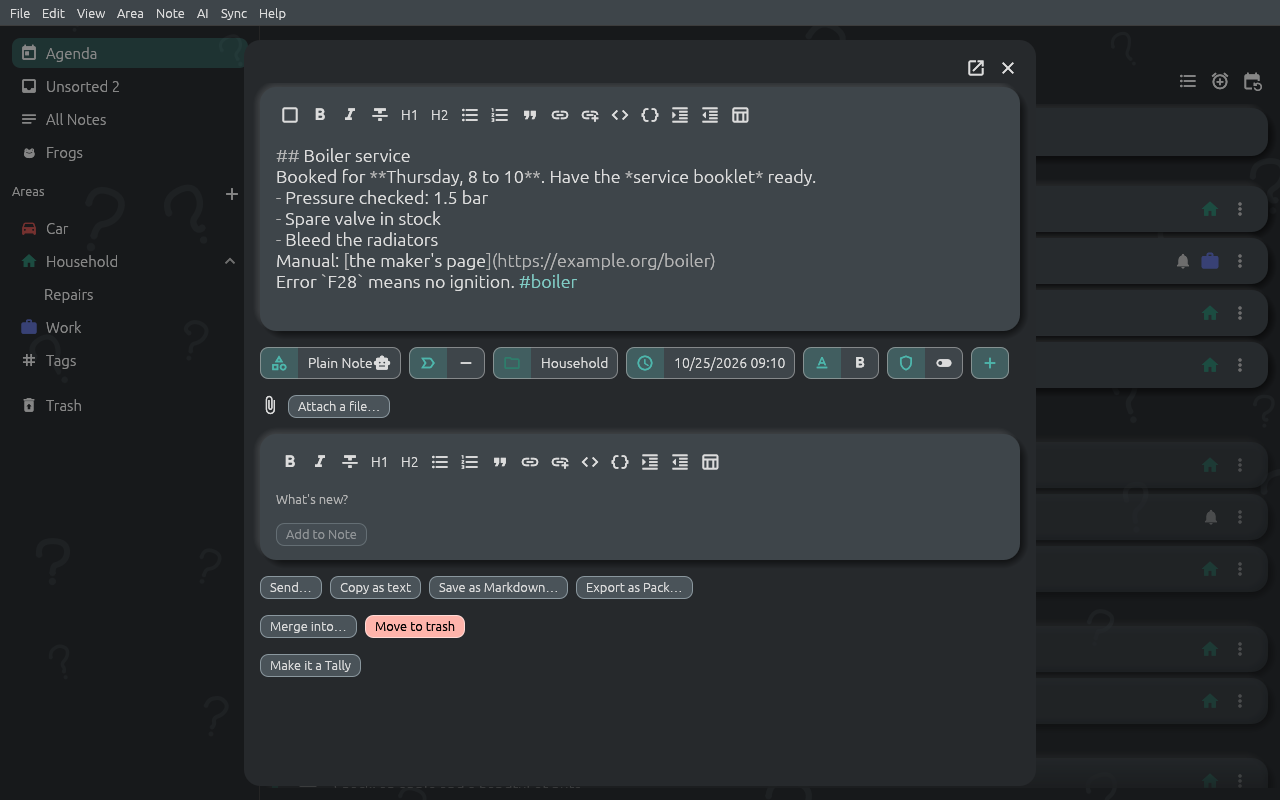 File Edit View Area Note AI Sync Help
Agenda
Unsorted 2
All Notes
Frogs
Areas
Car
Household
Repairs
Work
Tags
Trash
B I S H1 H2
## Boiler service
Booked for **Thursday, 8 to 10**. Have the *service booklet* ready.
- Pressure checked: 1.5 bar
- Spare valve in stock
- Bleed the radiators
Manual: [the maker's page](https://example.org/boiler)
Error `F28` means no ignition. #boiler
Plain Note Household 10/25/2026 09:10 A B
Attach a file...
B I S H1 H2
What's new?
Add to Note
Send... Copy as text Save as Markdown... Export as Pack...
Merge into... Move to trash
Make it a Tally